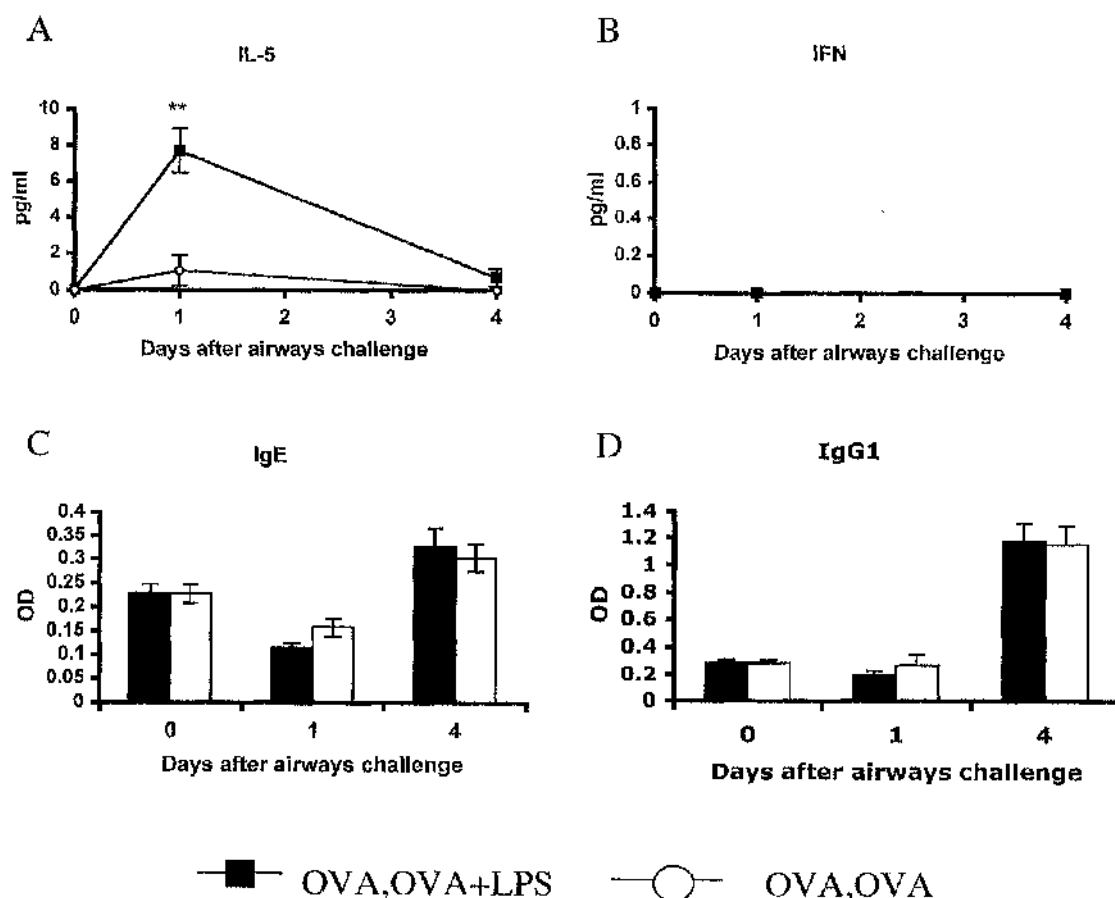 A
IL-5
**
pg/ml
10
8
6
4
2
0
0 1 2 3 4
Days after airways challenge
B
IFN
pg/ml
1
0.8
0.6
0.4
0.2
0
0 1 2 3 4
Days after airways challenge
C
IgE
OD
0.4
0.35
0.3
0.25
0.2
0.15
0.1
0.05
0
0 1 4
Days after airways challenge
D
IgG1
OD
1.4
1.2
1
0.8
0.6
0.4
0.2
0
0 1 4
Days after airways challenge
OVA,OVA+LPS
OVA,OVA